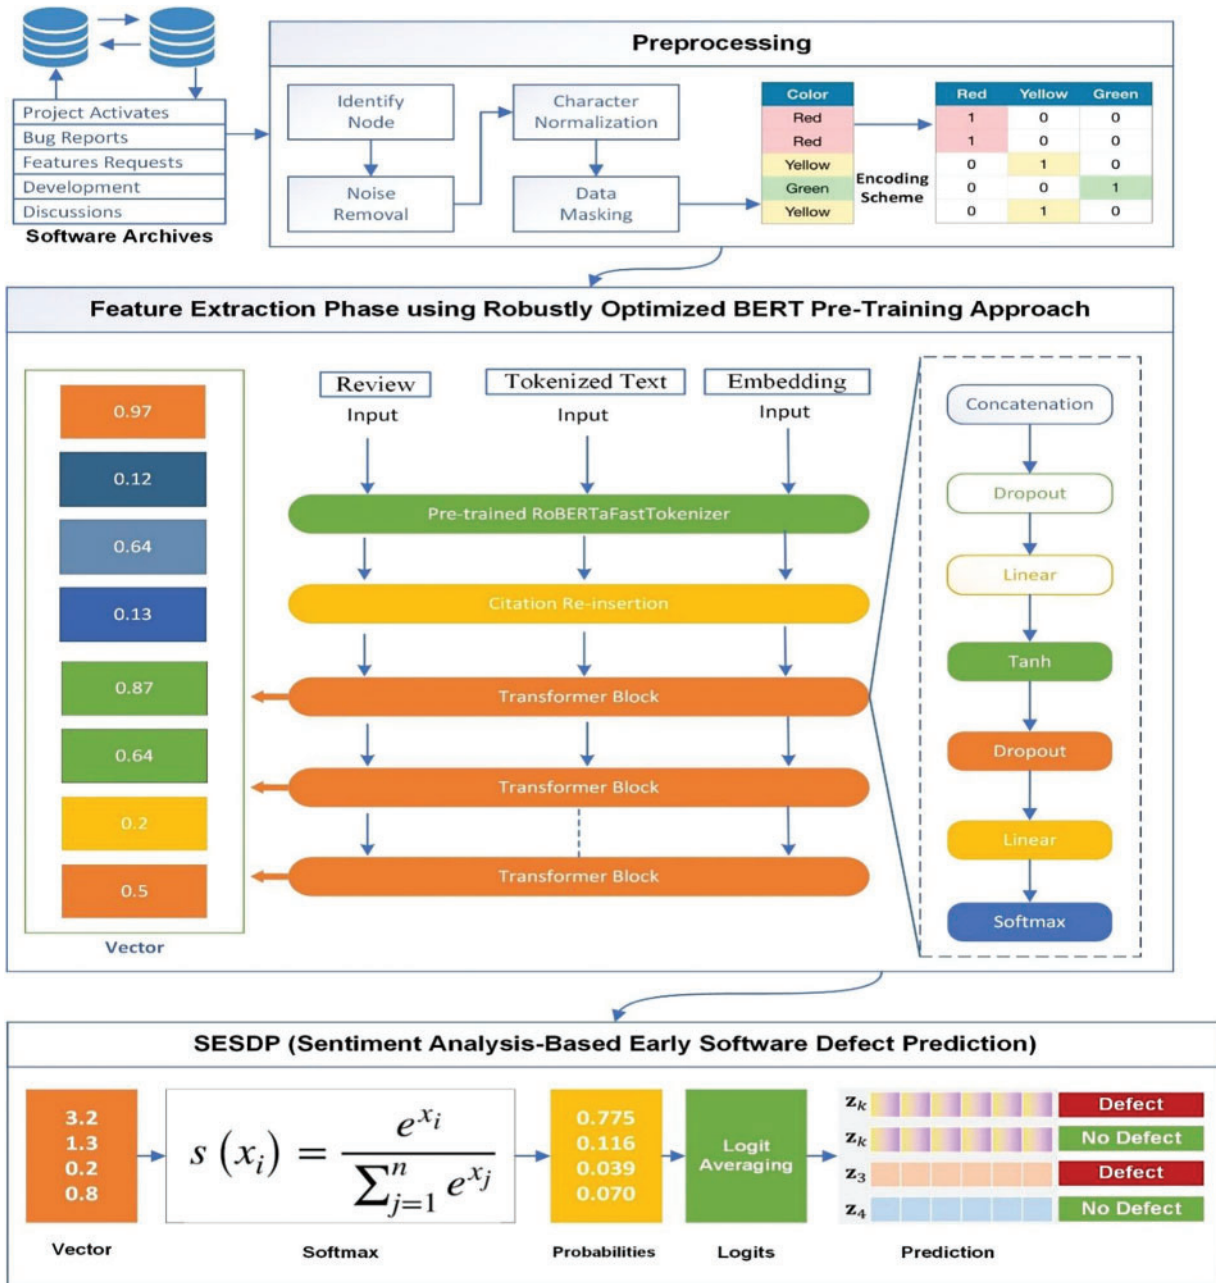 Preprocessing
Project Activates
Bug Reports
Features Requests
Development
Discussions
Software Archives
Identify
Node
Noise
Removal
Character
Normalization
Data
Masking
Color
Red
Red
Yellow
Green
Yellow
Encoding
Scheme
Red Yellow Green
1 0 0
1 0 0
0 1 0
0 0 1
0 1 0
Feature Extraction Phase using Robustly Optimized BERT Pre-Training Approach
0.97
0.12
0.64
0.13
0.87
0.64
0.2
0.5
Vector
Review Tokenized Text Embedding
Input Input Input
Pre-trained RoBERTaFastTokenizer
Citation Re-insertion
Transformer Block
Transformer Block
Transformer Block
Concatenation
Dropout
Linear
Tanh
Dropout
Linear
Softmax
SESDP (Sentiment Analysis-Based Early Software Defect Prediction)
3.2
1.3
0.2
0.8
Vector
s (x_i) = \frac{e^{x_i}}{\sum_{j=1}^{n} e^{x_j}}
Softmax
0.775
0.116
0.039
0.070
Probabilities
Logit
Averaging
Logits
z_k Defect
z_k No Defect
z_3 Defect
z_4 No Defect
Prediction